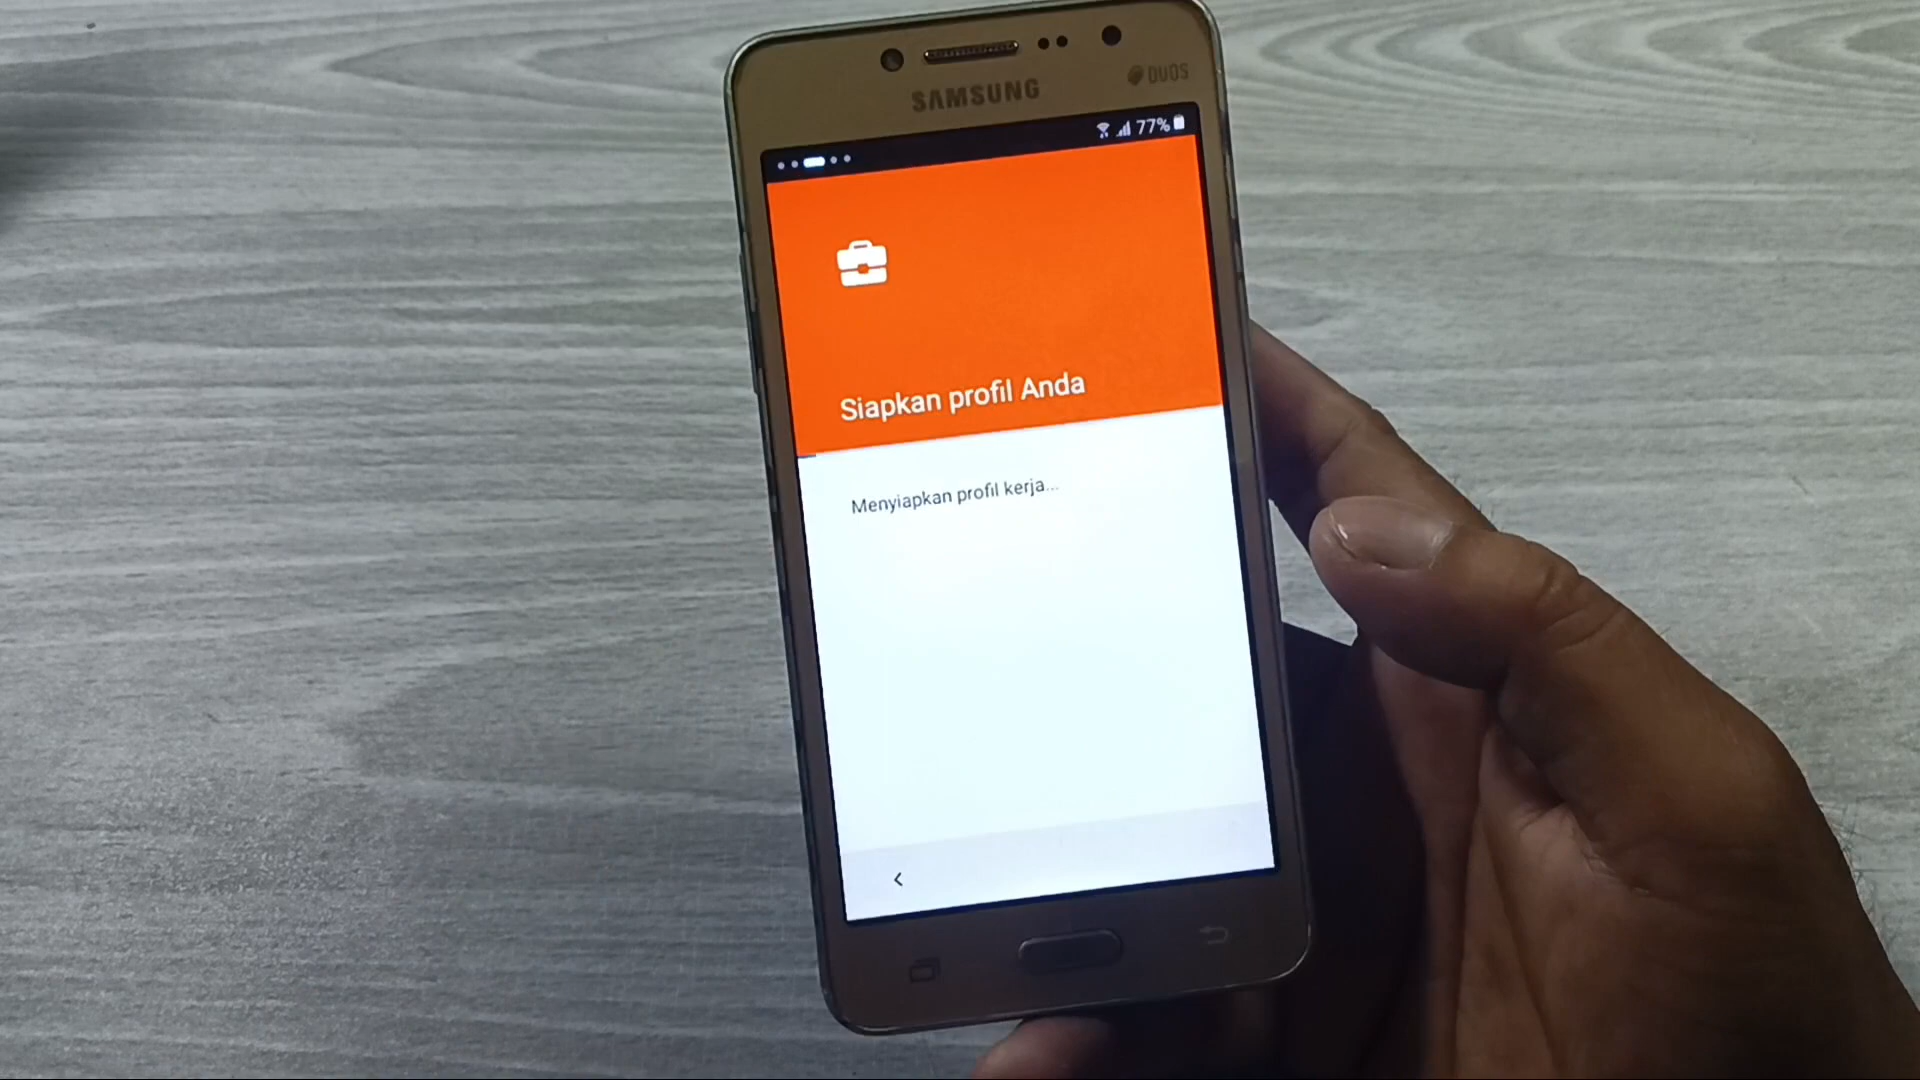 SAMSUNG
DUOS
77%
Siapkan profil Anda
Menyiapkan profil kerja...